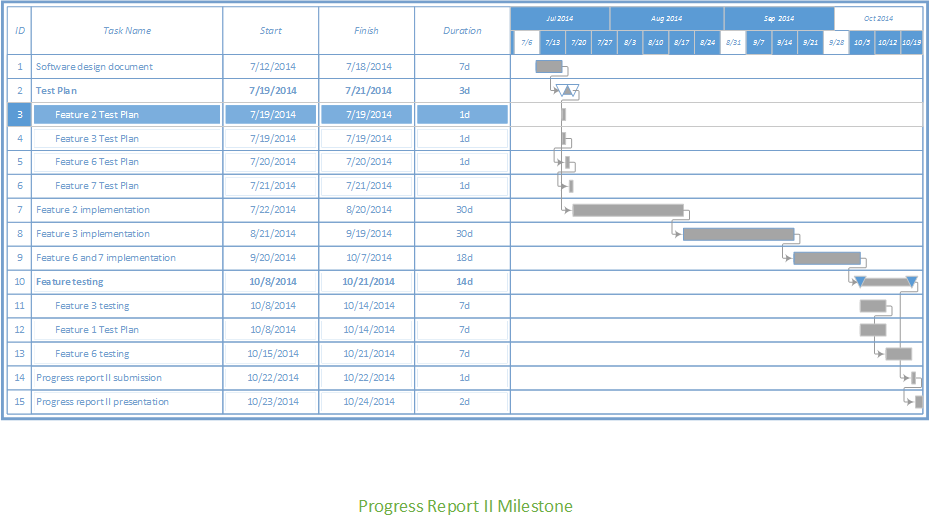 ID Task Name Start Finish Duration Jul 2014 Aug 2014 Sep 2014 Oct 2014
7/6 7/13 7/20 7/27 8/3 8/10 8/17 8/24 8/31 9/7 9/14 9/21 9/28 10/5 10/12 10/19
1 Software design document 7/12/2014 7/18/2014 7d
2 Test Plan 7/19/2014 7/21/2014 3d
3 Feature 2 Test Plan 7/19/2014 7/19/2014 1d
4 Feature 3 Test Plan 7/19/2014 7/19/2014 1d
5 Feature 6 Test Plan 7/20/2014 7/20/2014 1d
6 Feature 7 Test Plan 7/21/2014 7/21/2014 1d
7 Feature 2 implementation 7/22/2014 8/20/2014 30d
8 Feature 3 implementation 8/21/2014 9/19/2014 30d
9 Feature 6 and 7 implementation 9/20/2014 10/7/2014 18d
10 Feature testing 10/8/2014 10/21/2014 14d
11 Feature 3 testing 10/8/2014 10/14/2014 7d
12 Feature 1 Test Plan 10/8/2014 10/14/2014 7d
13 Feature 6 testing 10/15/2014 10/21/2014 7d
14 Progress report II submission 10/22/2014 10/22/2014 1d
15 Progress report II presentation 10/23/2014 10/24/2014 2d
Progress Report II Milestone